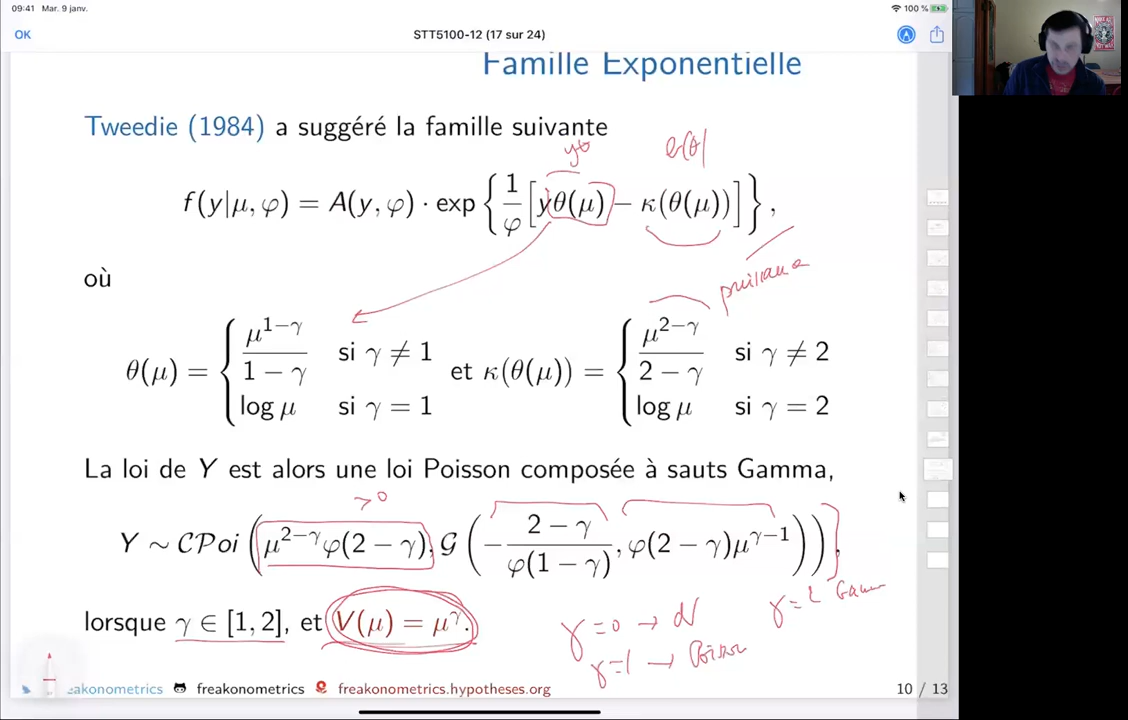 09:41 Mar. 9 janv.
100 %
OK
STT5100-12 (17 sur 24)
Famille Exponentielle
Tweedie (1984) a suggéré la famille suivante
yθ
b(θ)
f(y|μ, φ) = A(y, φ) · exp { 1/φ [yθ(μ) − κ(θ(μ))] },
où
puissance
θ(μ) = { μ^{1−γ} / (1 − γ) si γ ≠ 1
log μ si γ = 1
et κ(θ(μ)) = { μ^{2−γ} / (2 − γ) si γ ≠ 2
log μ si γ = 2
La loi de Y est alors une loi Poisson composée à sauts Gamma,
>0
Y ∼ CPoi ( μ^{2−γ}φ(2 − γ), G ( − (2 − γ) / (φ(1 − γ)), φ(2 − γ)μ^{γ−1} ) ),
lorsque γ ∈ [1, 2], et V(μ) = μ^γ.
γ=0 → N
γ=1 → Poisson
γ=2 Gamma
freakonometrics freakonometrics.hypotheses.org
10 / 13